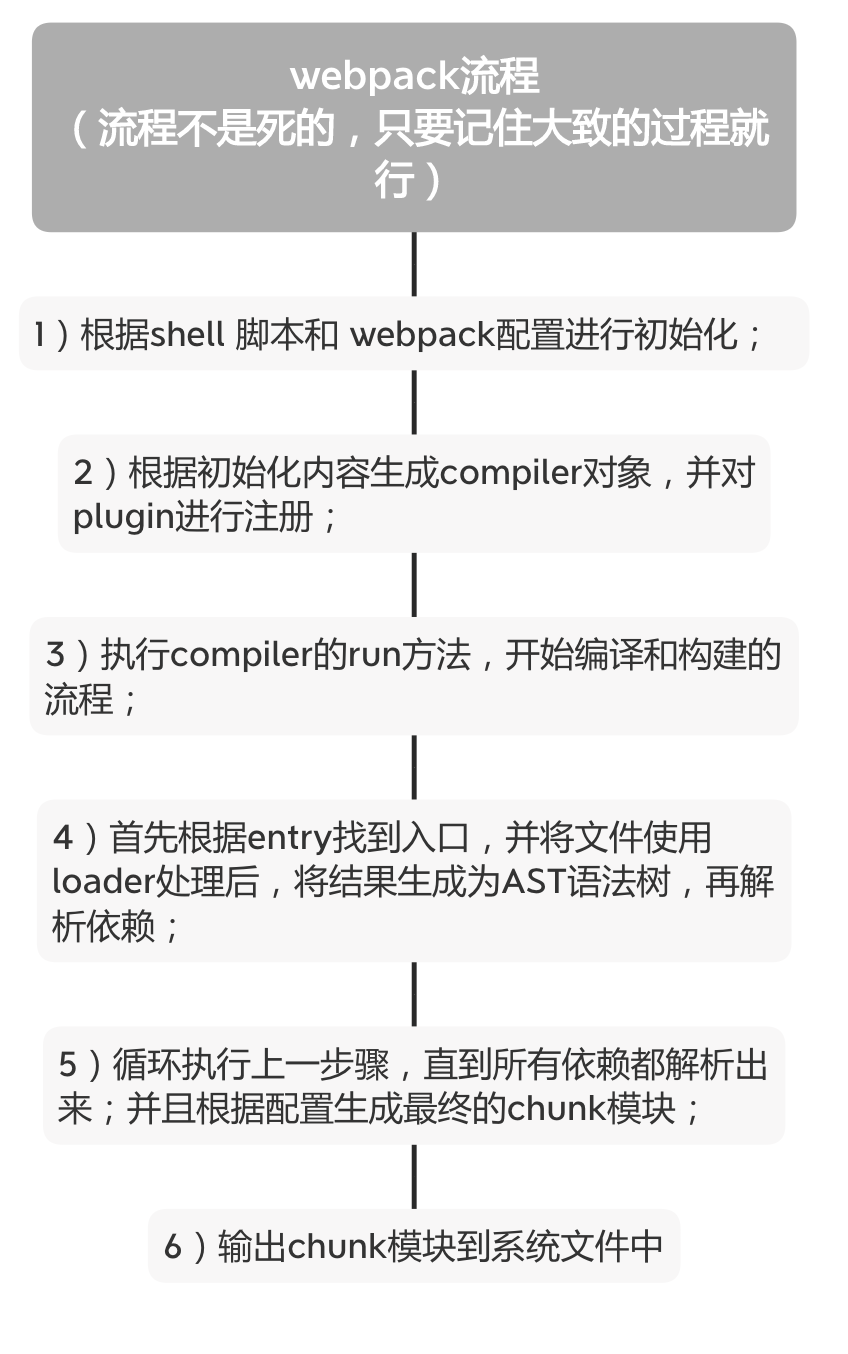 webpack流程
（流程不是死的，只要记住大致的过程就
行）
1）根据shell 脚本和 webpack配置进行初始化；
2）根据初始化内容生成compiler对象，并对
plugin进行注册；
3）执行compiler的run方法，开始编译和构建的
流程；
4）首先根据entry找到入口，并将文件使用
loader处理后，将结果生成为AST语法树，再解
析依赖；
5）循环执行上一步骤，直到所有依赖都解析出
来；并且根据配置生成最终的chunk模块；
6）输出chunk模块到系统文件中